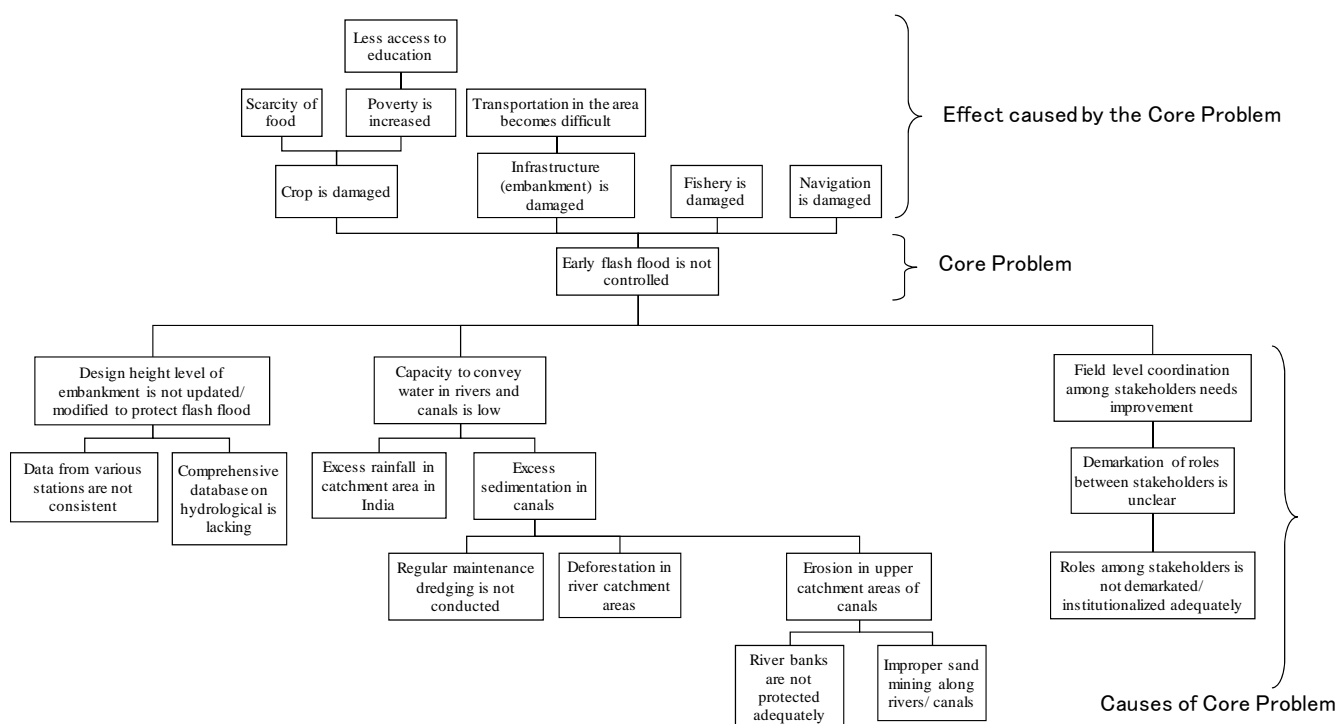 Less access to
education
Scarcity of
food
Poverty is
increased
Transportation in the area
becomes difficult
Effect caused by the Core Problem
Crop is damaged
Infrastructure
(embankment) is
damaged
Fishery is
damaged
Navigation
is damaged
Early flash flood is not
controlled
Core Problem
Design height level of
embankment is not updated/
modified to protect flash flood
Capacity to convey
water in rivers and
canals is low
Field level coordination
among stakeholders needs
improvement
Data from various
stations are not
consistent
Comprehensive
database on
hydrological is
lacking
Excess rainfall in
catchment area in
India
Excess
sedimentation in
canals
Demarkation of roles
between stakeholders is
unclear
Regular maintenance
dredging is not
conducted
Deforestation in
river catchment
areas
Erosion in upper
catchment areas of
canals
Roles among stakeholders is
not demarkated/
institutionalized adequately
River banks
are not
protected
adequately
Improper sand
mining along
rivers/ canals
Causes of Core Problem